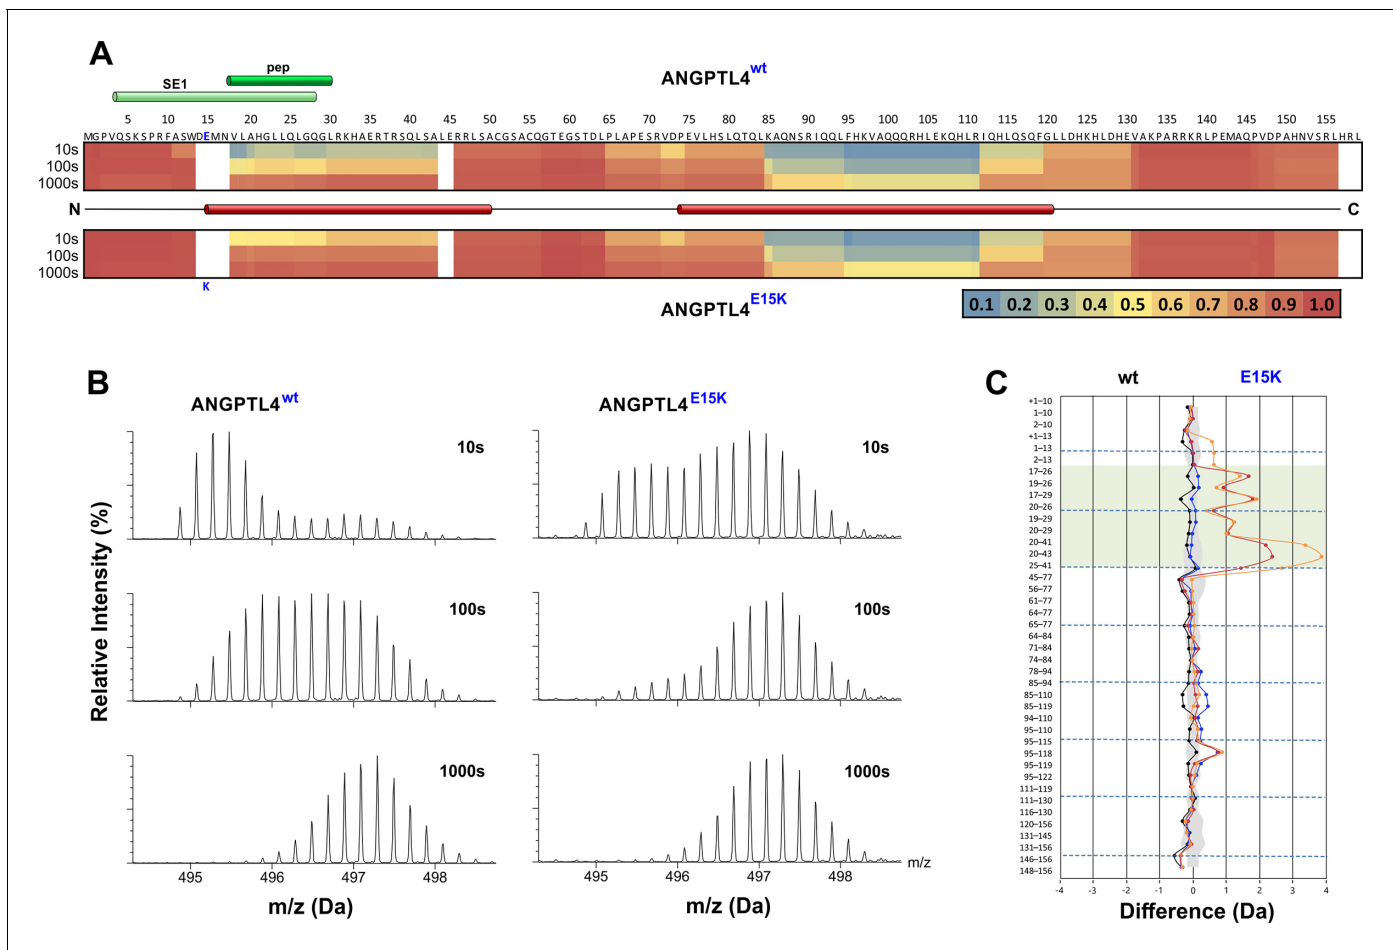 A
pep
SE1
ANGPTL4wt
5 10 15 20 25 30 35 40 45 50 55 60 65 70 75 80 85 90 95 100 105 110 115 120 125 130 135 140 145 150 155
MGPVQSKSPRFASWDEMNVLAHGLLQLGQGLRKHAERTRSQLSALERRLSACGSACQGTEGSTDLPLAPESRVDPEVLHSLQTQLKAQNSRIQQLFHKVAQQQRHLEKQHLRIQHLQSQFGLLDHKHLDHEVAKPARRKRLPEMAQPVDPAHNVSRLHRL
10s
100s
1000s
N C
10s
100s
1000s
K
ANGPTL4E15K
0.1 0.2 0.3 0.4 0.5 0.6 0.7 0.8 0.9 1.0
B
ANGPTL4wt
ANGPTL4E15K
10s
10s
100s
100s
1000s
1000s
Relative Intensity (%)
495 496 497 498
495 496 497 498
m/z
m/z (Da)
m/z (Da)
C
wt
E15K
+1–10
1–10
2–10
+1–13
1–13
2–13
17–26
19–26
17–29
20–26
19–29
20–29
20–41
20–43
25–41
45–77
56–77
61–77
64–77
65–77
64–84
71–84
74–84
78–94
85–94
85–110
85–119
94–110
95–110
95–115
95–118
95–119
95–122
111–119
111–130
116–130
120–156
131–145
131–156
146–156
148–156
-4 -3 -2 -1 0 1 2 3 4
Difference (Da)